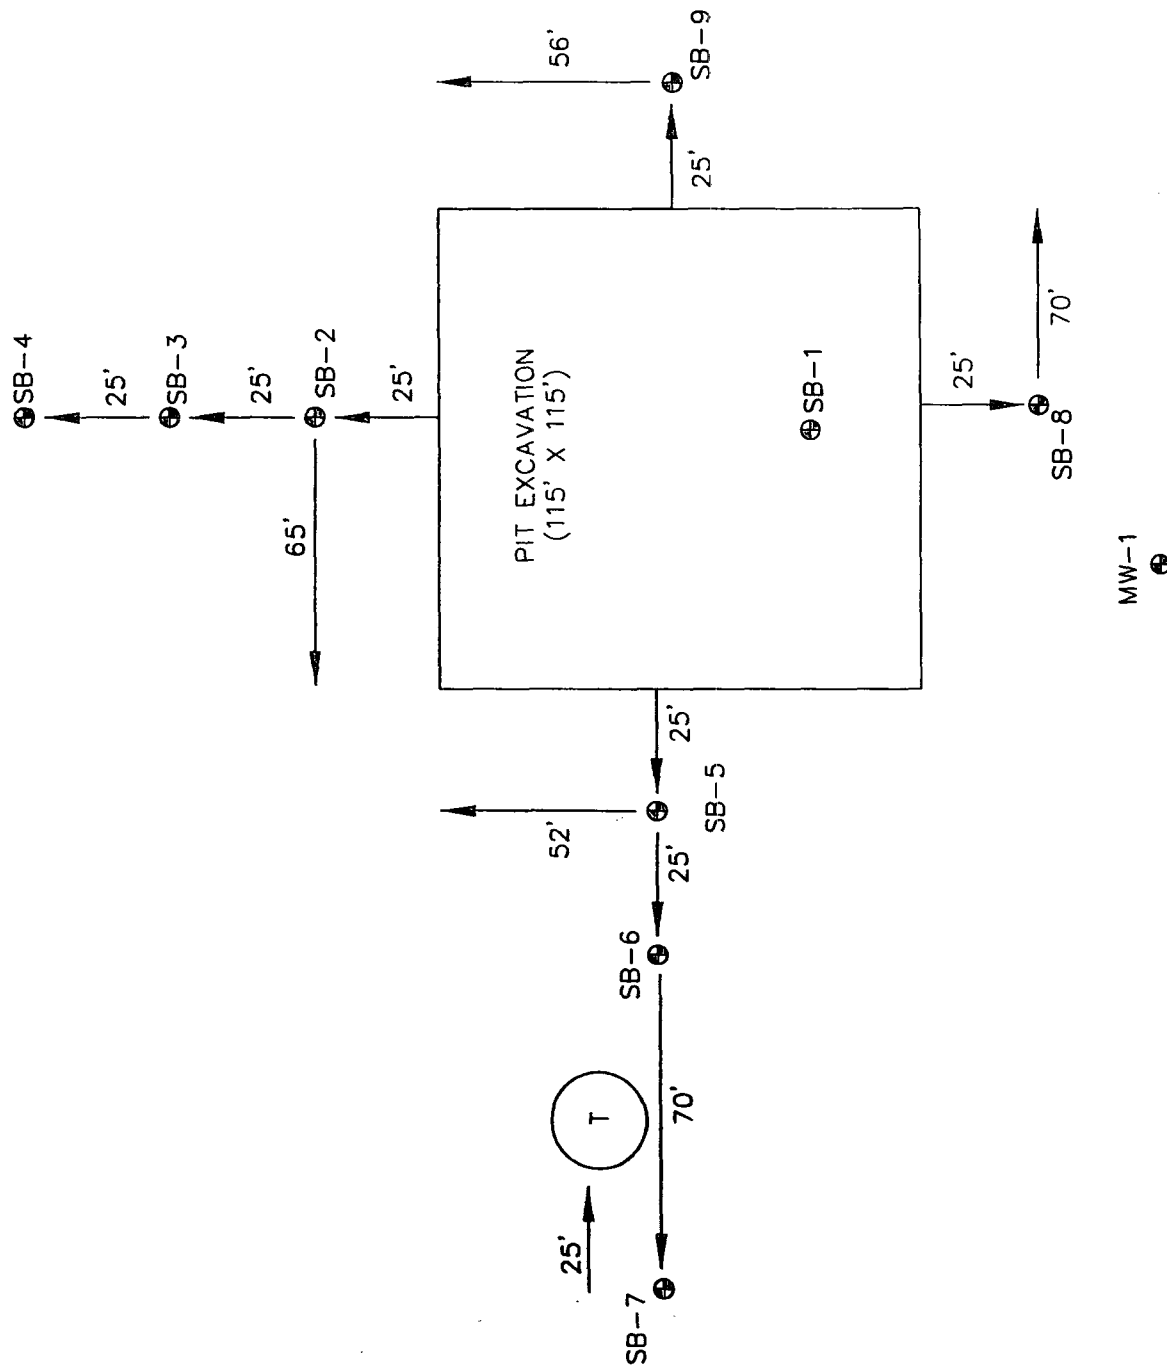 SB-4
25'
SB-3
25'
SB-2
25'
65'
56'
SB-9
25'
PIT EXCAVATION
(115' X 115')
SB-1
25'
70'
SB-8
MW-1
25'
SB-5
52'
25'
SB-6
T
70'
25'
SB-7